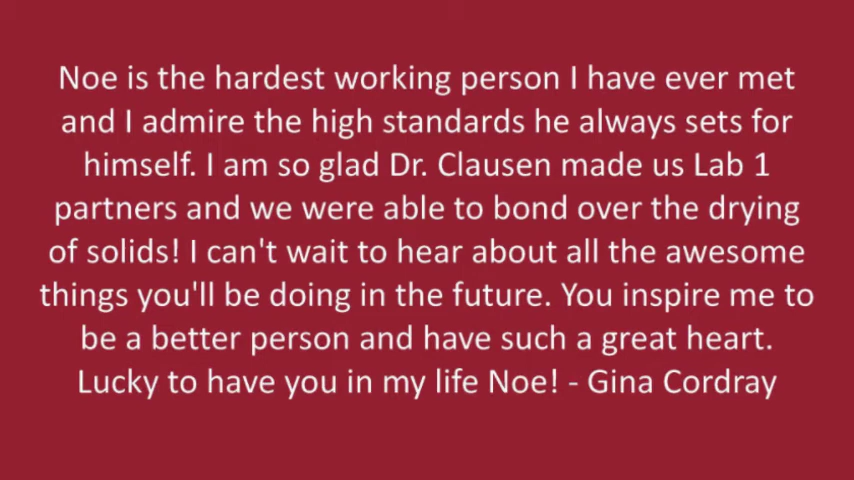 Noe is the hardest working person I have ever met
and I admire the high standards he always sets for
himself. I am so glad Dr. Clausen made us Lab 1
partners and we were able to bond over the drying
of solids! I can't wait to hear about all the awesome
things you'll be doing in the future. You inspire me to
be a better person and have such a great heart.
Lucky to have you in my life Noe! - Gina Cordray